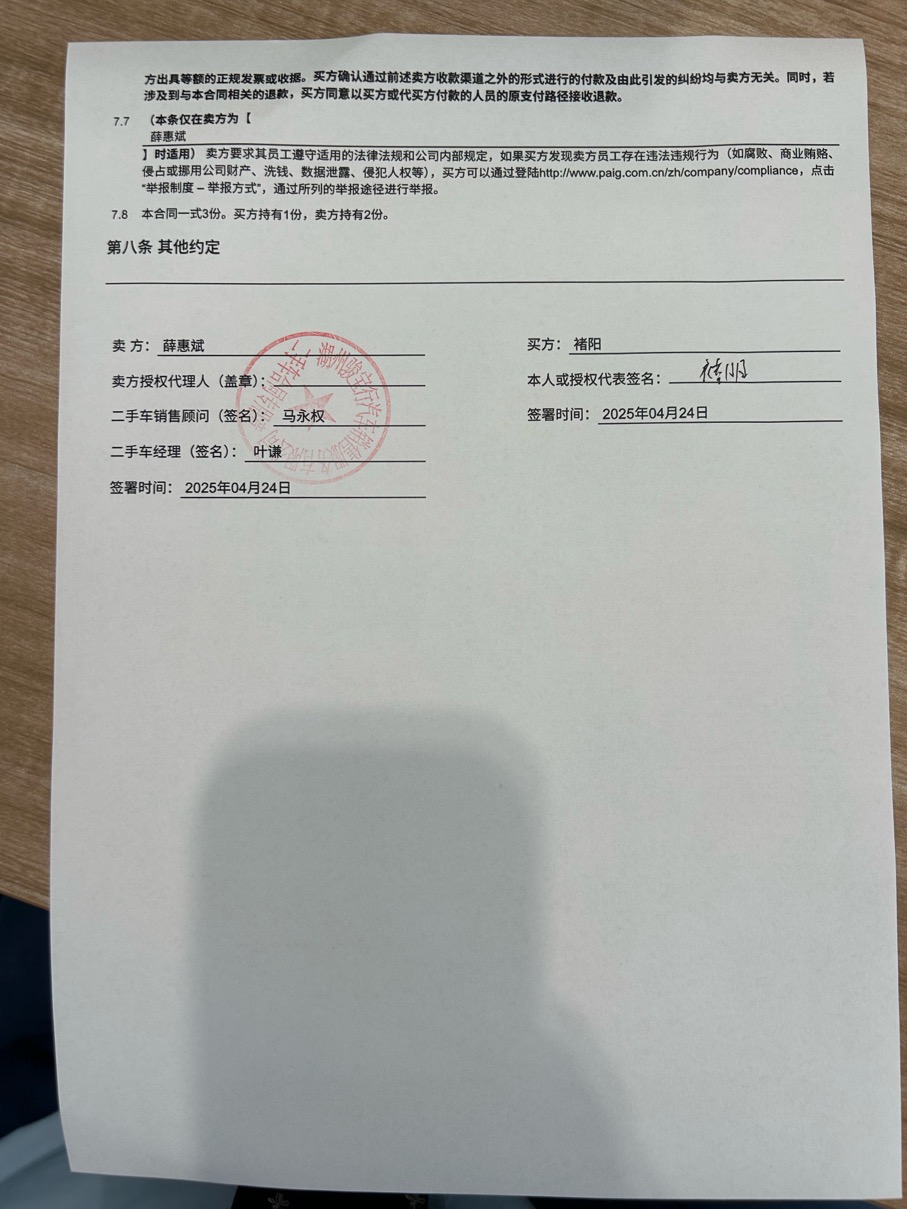 方出具等额的正规发票或收据。买方确认通过前述卖方收款渠道之外的形式进行的付款及由此引发的纠纷均与卖方无关。同时，若
涉及到与本合同相关的退款，买方同意以买方或代买方付款的人员的原支付路径接收退款。
7.7 （本条仅在卖方为【
薛惠斌
】时适用） 卖方要求其员工遵守适用的法律法规和公司内部规定，如果买方发现卖方员工存在违法违规行为（如腐败、商业贿赂、
侵占或挪用公司财产、洗钱、数据泄露、侵犯人权等），买方可以通过登陆http://www.paig.com.cn/zh/company/compliance，点击
“举报制度 – 举报方式”，通过所列的举报途径进行举报。
7.8 本合同一式3份。买方持有1份，卖方持有2份。
第八条 其他约定
卖 方： 薛惠斌
卖方授权代理人（盖章）：
二手车销售顾问（签名）： 马永权
二手车经理（签名）： 叶谦
签署时间： 2025年04月24日
湖州骏宝行汽车销售服务有限公司
买方： 褚阳
本人或授权代表签名：
签署时间： 2025年04月24日